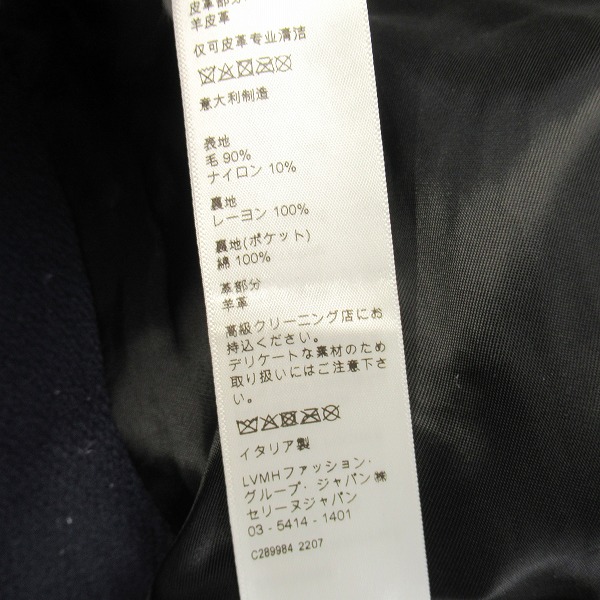 皮革部分
羊皮革
仅可皮革专业清洁
意大利制造
表地
毛 90%
ナイロン 10%
裏地
レーヨン 100%
裏地(ポケット)
綿 100%
革部分
羊革
高級クリーニング店にお
持込ください。
デリケートな素材のため
取り扱いにはご注意下さ
い。
イタリア製
LVMHファッション・
グループ・ジャパン㈱
セリーヌジャパン
03 - 5414 - 1401
C289984 2207